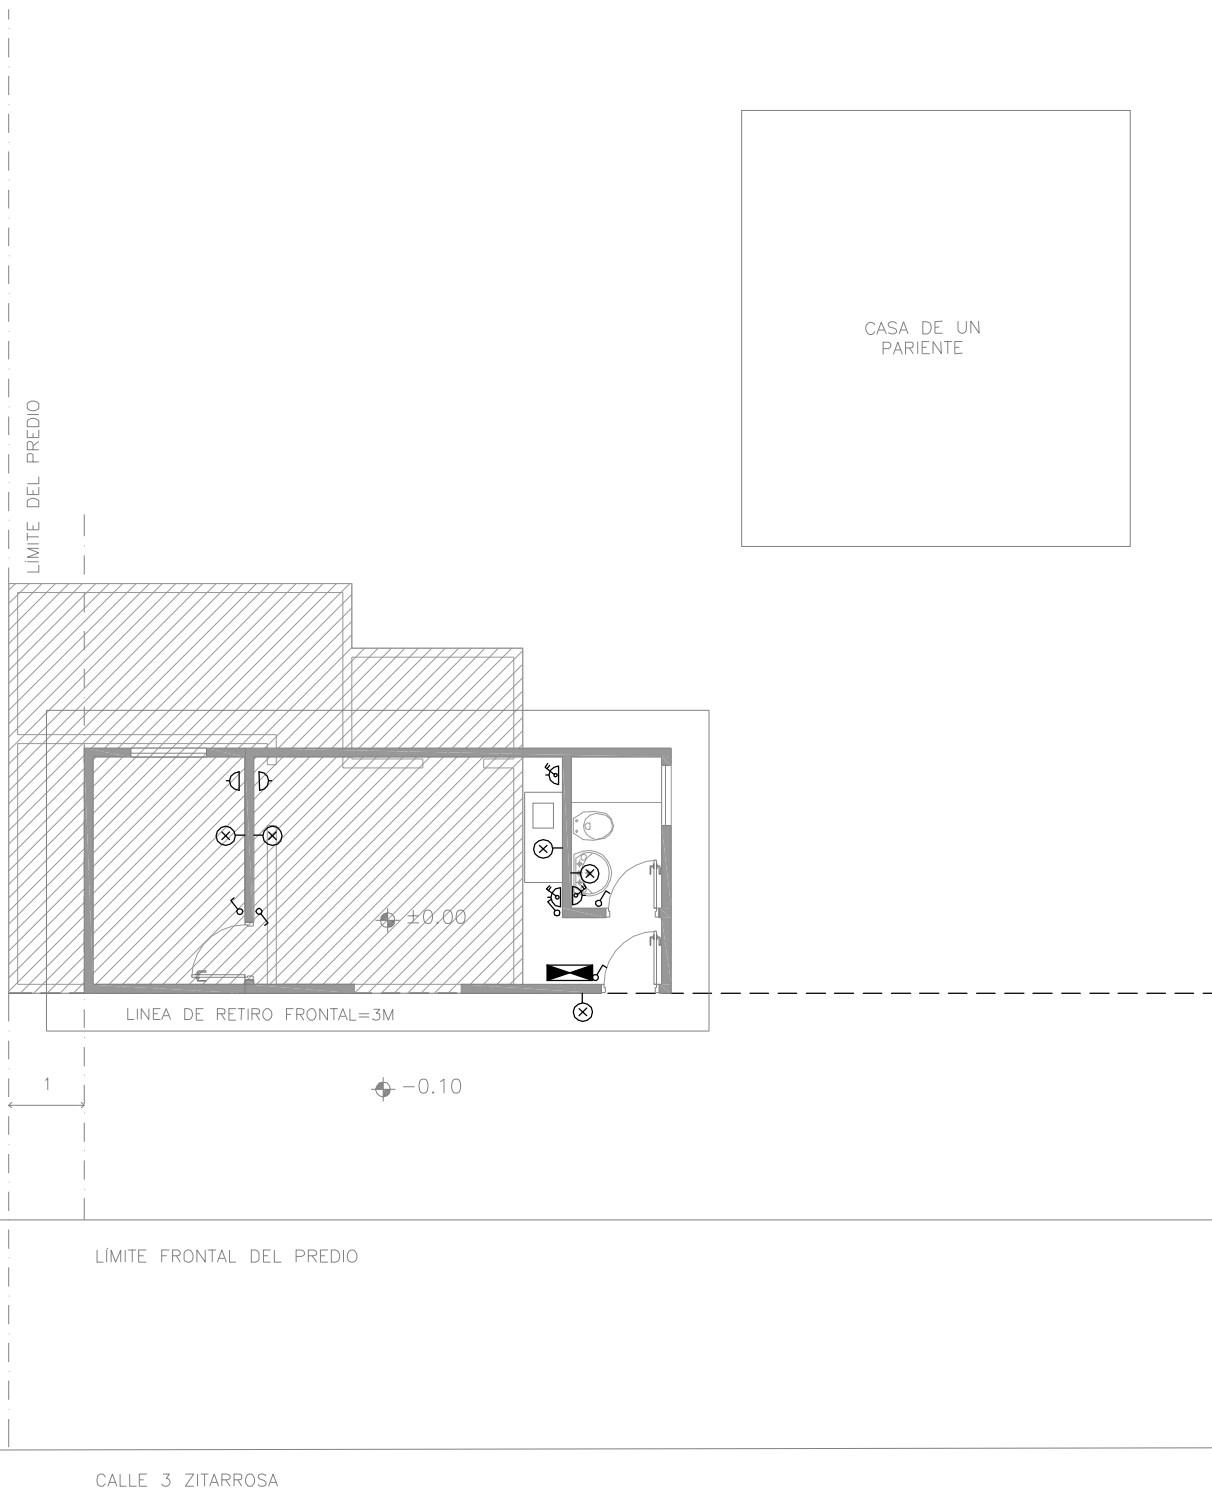 CASA DE UN
PARIENTE
LÍMITE DEL PREDIO
±0.00
LINEA DE RETIRO FRONTAL=3M
1
−0.10
LÍMITE FRONTAL DEL PREDIO
CALLE 3 ZITARROSA